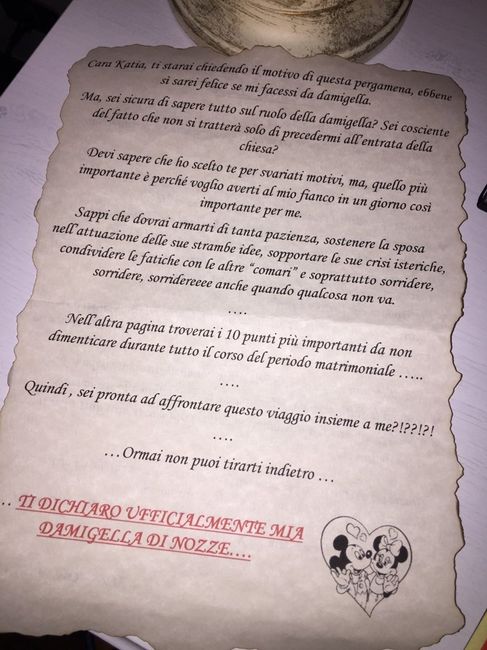 Cara Katia, ti starai chiedendo il motivo di questa pergamena, ebbene
si sarei felice se mi facessi da damigella.
Ma, sei sicura di sapere tutto sul ruolo della damigella? Sei cosciente
del fatto che non si tratterà solo di precedermi all'entrata della
chiesa?
Devi sapere che ho scelto te per svariati motivi, ma, quello più
importante è perché voglio averti al mio fianco in un giorno così
importante per me.
Sappi che dovrai armarti di tanta pazienza, sostenere la sposa
nell'attuazione delle sue strambe idee, sopportare le sue crisi isteriche,
condividere le fatiche con le altre "comari" e soprattutto sorridere,
sorridere, sorridereeee anche quando qualcosa non va.
....
Nell'altra pagina troverai i 10 punti più importanti da non
dimenticare durante tutto il corso del periodo matrimoniale .....
....
Quindi , sei pronta ad affrontare questo viaggio insieme a me?!??!?!
....
...Ormai non puoi tirarti indietro ...
.. TI DICHIARO UFFICIALMENTE MIA
DAMIGELLA DI NOZZE....